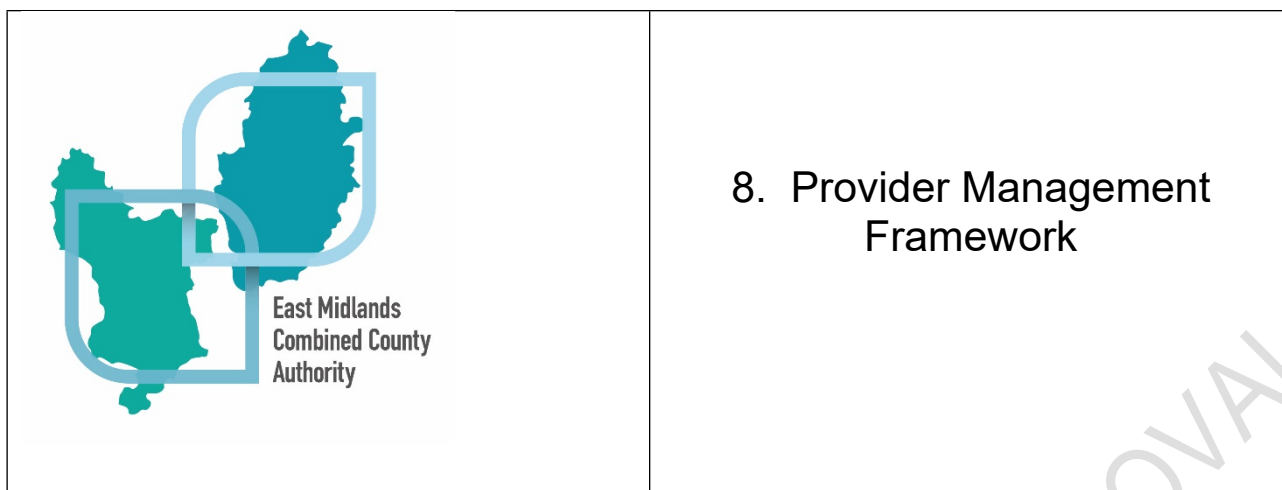 East Midlands
Combined County
Authority
8. Provider Management
Framework